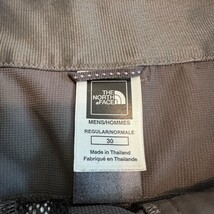 THE
NORTH
FACE
MENS/HOMMES
REGULAR/NORMALE
30
Made in Thailand
Fabriqué en Thaïlande